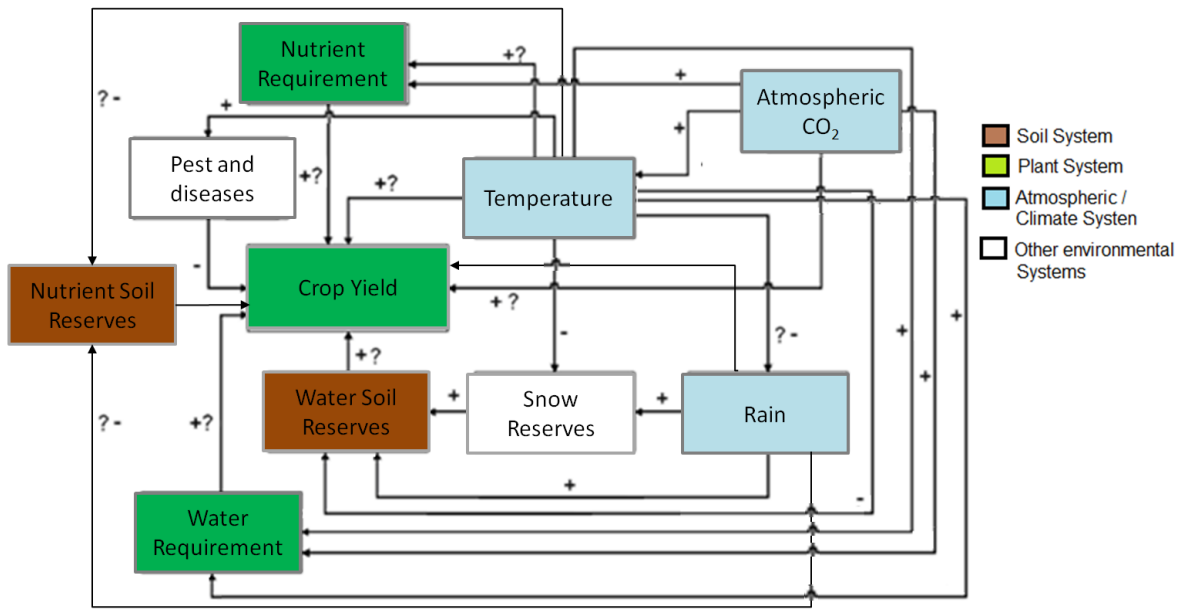 Nutrient
Requirement
+?
+
Atmospheric
CO2
? -
+
+
Pest and
diseases
+?
+?
Temperature
Soil System
Plant System
Atmospheric /
Climate Systen
Other environmental
Systems
-
Nutrient Soil
Reserves
Crop Yield
+ ?
-
? -
+
+
+ ?
+
Water Soil
Reserves
+
Snow
Reserves
+
Rain
? -
+?
+
-
Water
Requirement